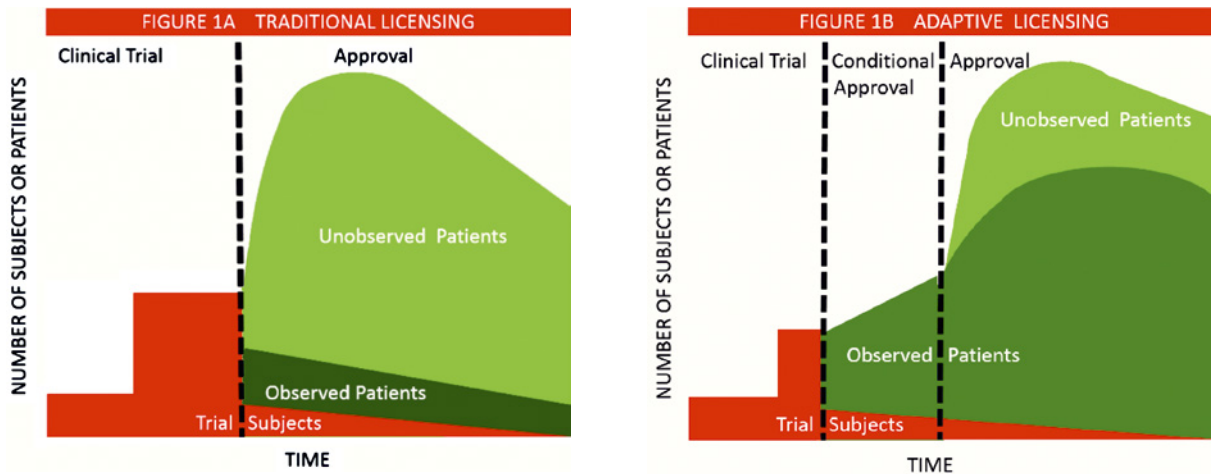 FIGURE 1A TRADITIONAL LICENSING
Clinical Trial
Approval
NUMBER OF SUBJECTS OR PATIENTS
Unobserved Patients
Observed Patients
Trial Subjects
TIME
FIGURE 1B ADAPTIVE LICENSING
Clinical Trial
Conditional
Approval
Approval
NUMBER OF SUBJECTS OR PATIENTS
Unobserved Patients
Observed Patients
Trial Subjects
TIME